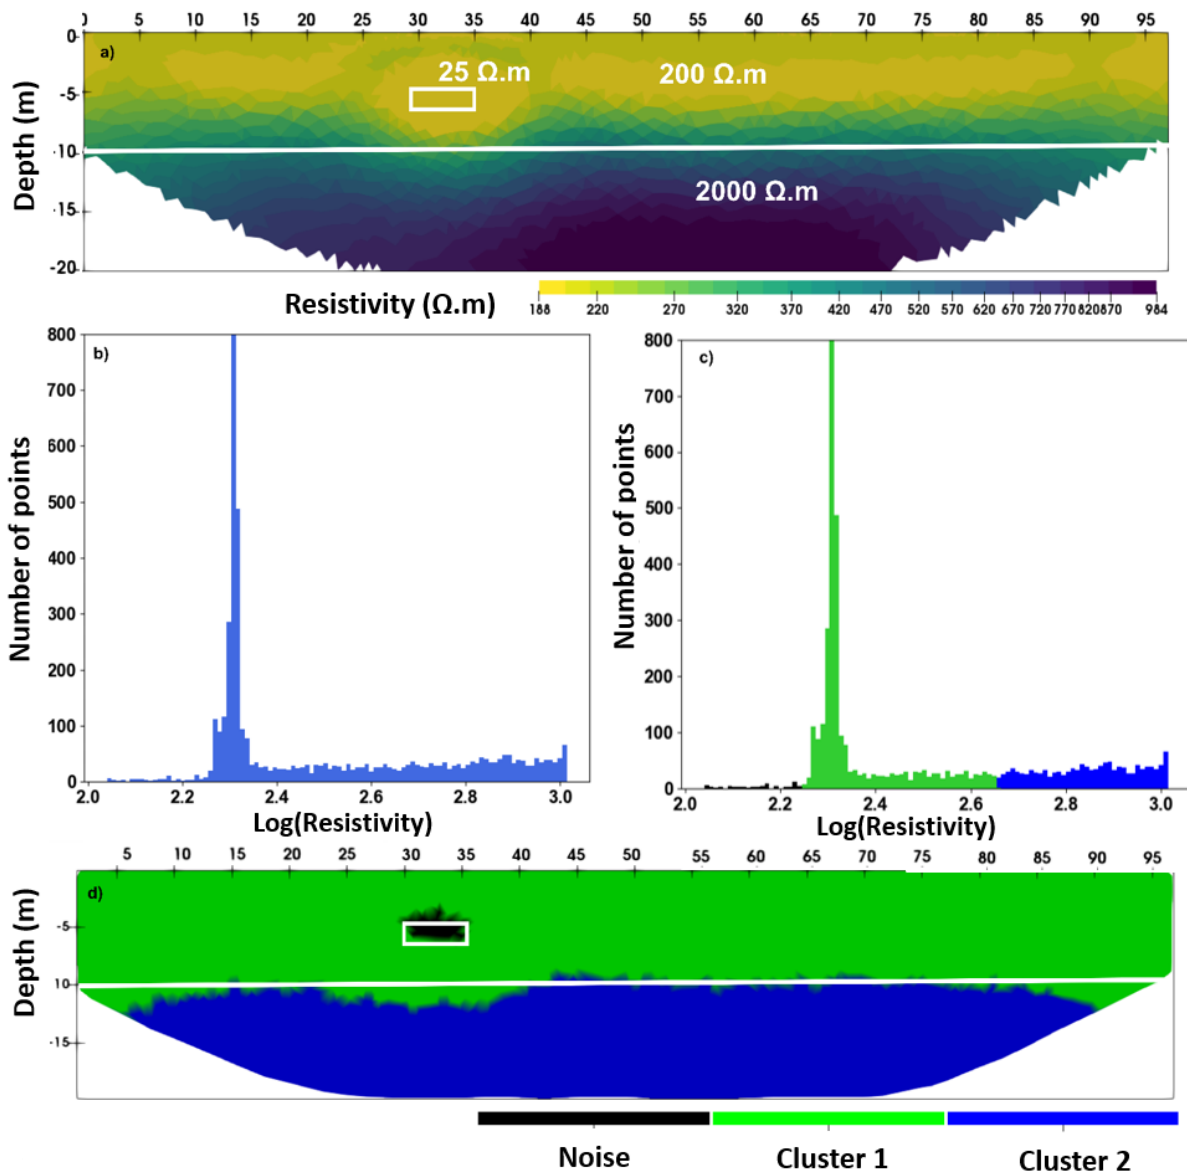 0 5 10 15 20 25 30 35 40 45 50 55 60 65 70 75 80 85 90 95
a)
0
-5
·10
·15
-20
Depth (m)
25 Ω.m
200 Ω.m
2000 Ω.m
Resistivity (Ω.m)
188 220 270 320 370 420 470 520 570 620 670 720 770 820 870 984
b)
800
700
600
500
400
300
200
100
0
Number of points
2.0 2.2 2.4 2.6 2.8 3.0
Log(Resistivity)
c)
800
700
600
500
400
300
200
100
0
Number of points
2.0 2.2 2.4 2.6 2.8 3.0
Log(Resistivity)
5 10 15 20 25 30 35 40 45 50 55 60 65 70 75 80 85 90 95
d)
-5
10
-15
Depth (m)
Noise Cluster 1 Cluster 2